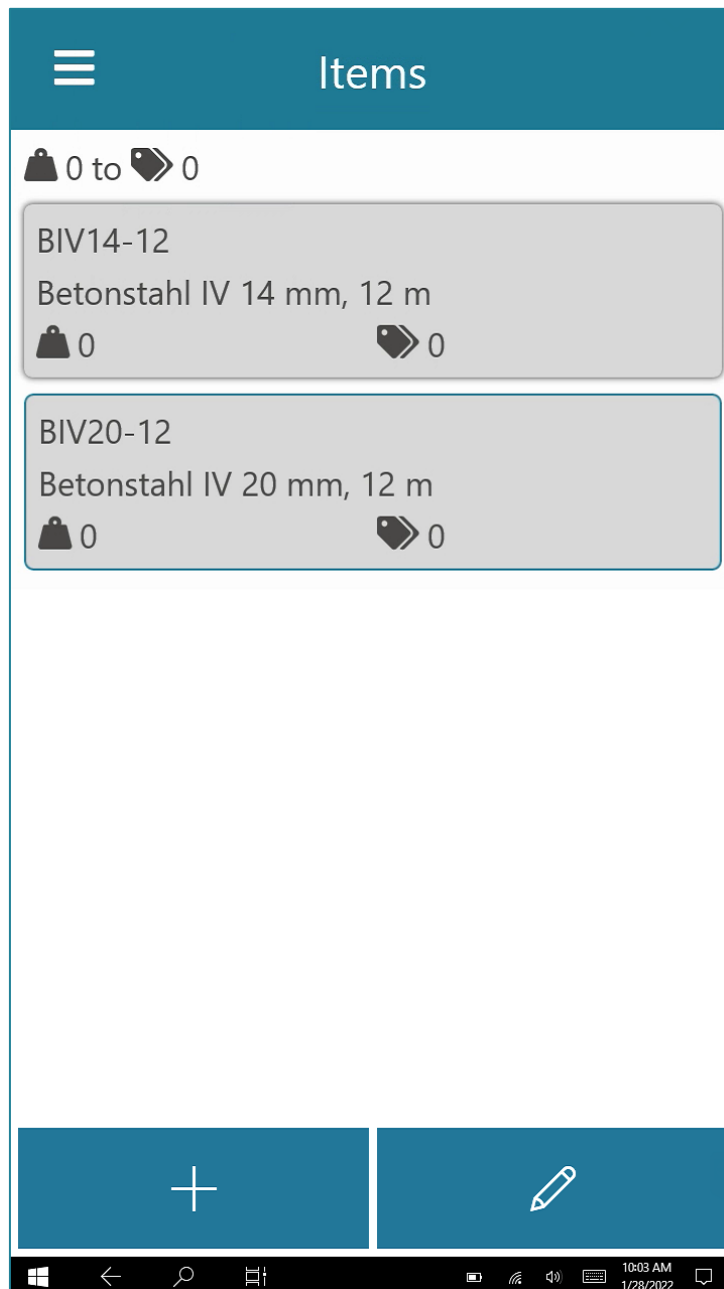 Items
0 to 0
BIV14-12
Betonstahl IV 14 mm, 12 m
0 0
BIV20-12
Betonstahl IV 20 mm, 12 m
0 0
10:03 AM
1/28/2022